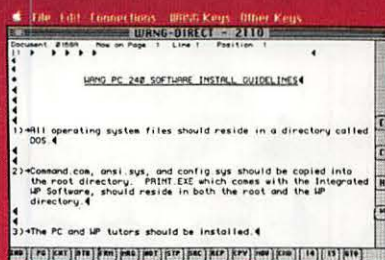 File Edit Connections WANG Keys Other Keys
WANG-DIRECT - 2110
Document 0158A Now on Page 1 Line 1 Position 1
WANG PC 240 SOFTWARE INSTALL GUIDELINES
1) All operating system files should reside in a directory called
DOS.
2) Command.com, ansi.sys, and config.sys should be copied into
the root directory. PRINT.EXE which comes with the Integrated
WP Software, should reside in both the root and the WP
directory.
3) The PC and WP tutors should be installed.